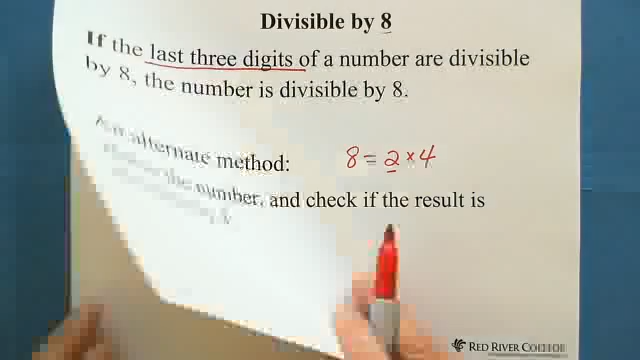 Divisible by 8
If the last three digits of a number are divisible
by 8, the number is divisible by 8.
alternate method: 8 = 2 × 4
the number, and check if the result is
RED RIVER COLLEGE